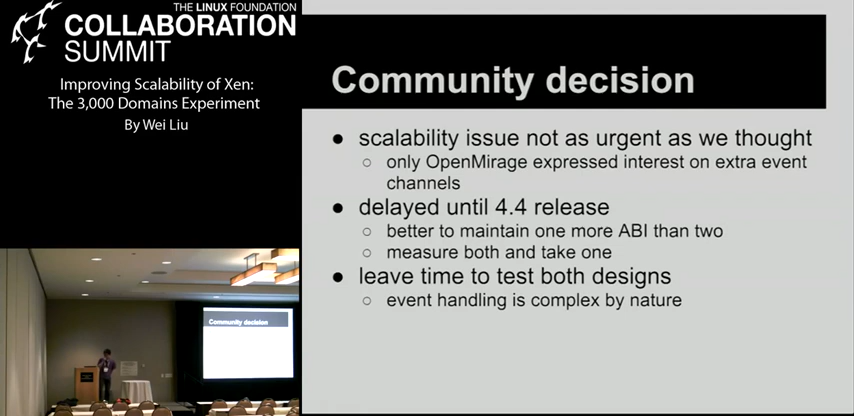 THE LINUX FOUNDATION
COLLABORATION
SUMMIT
Improving Scalability of Xen:
The 3,000 Domains Experiment
By Wei Liu
Community decision
● scalability issue not as urgent as we thought
○ only OpenMirage expressed interest on extra event
channels
● delayed until 4.4 release
○ better to maintain one more ABI than two
○ measure both and take one
● leave time to test both designs
○ event handling is complex by nature
Community decision